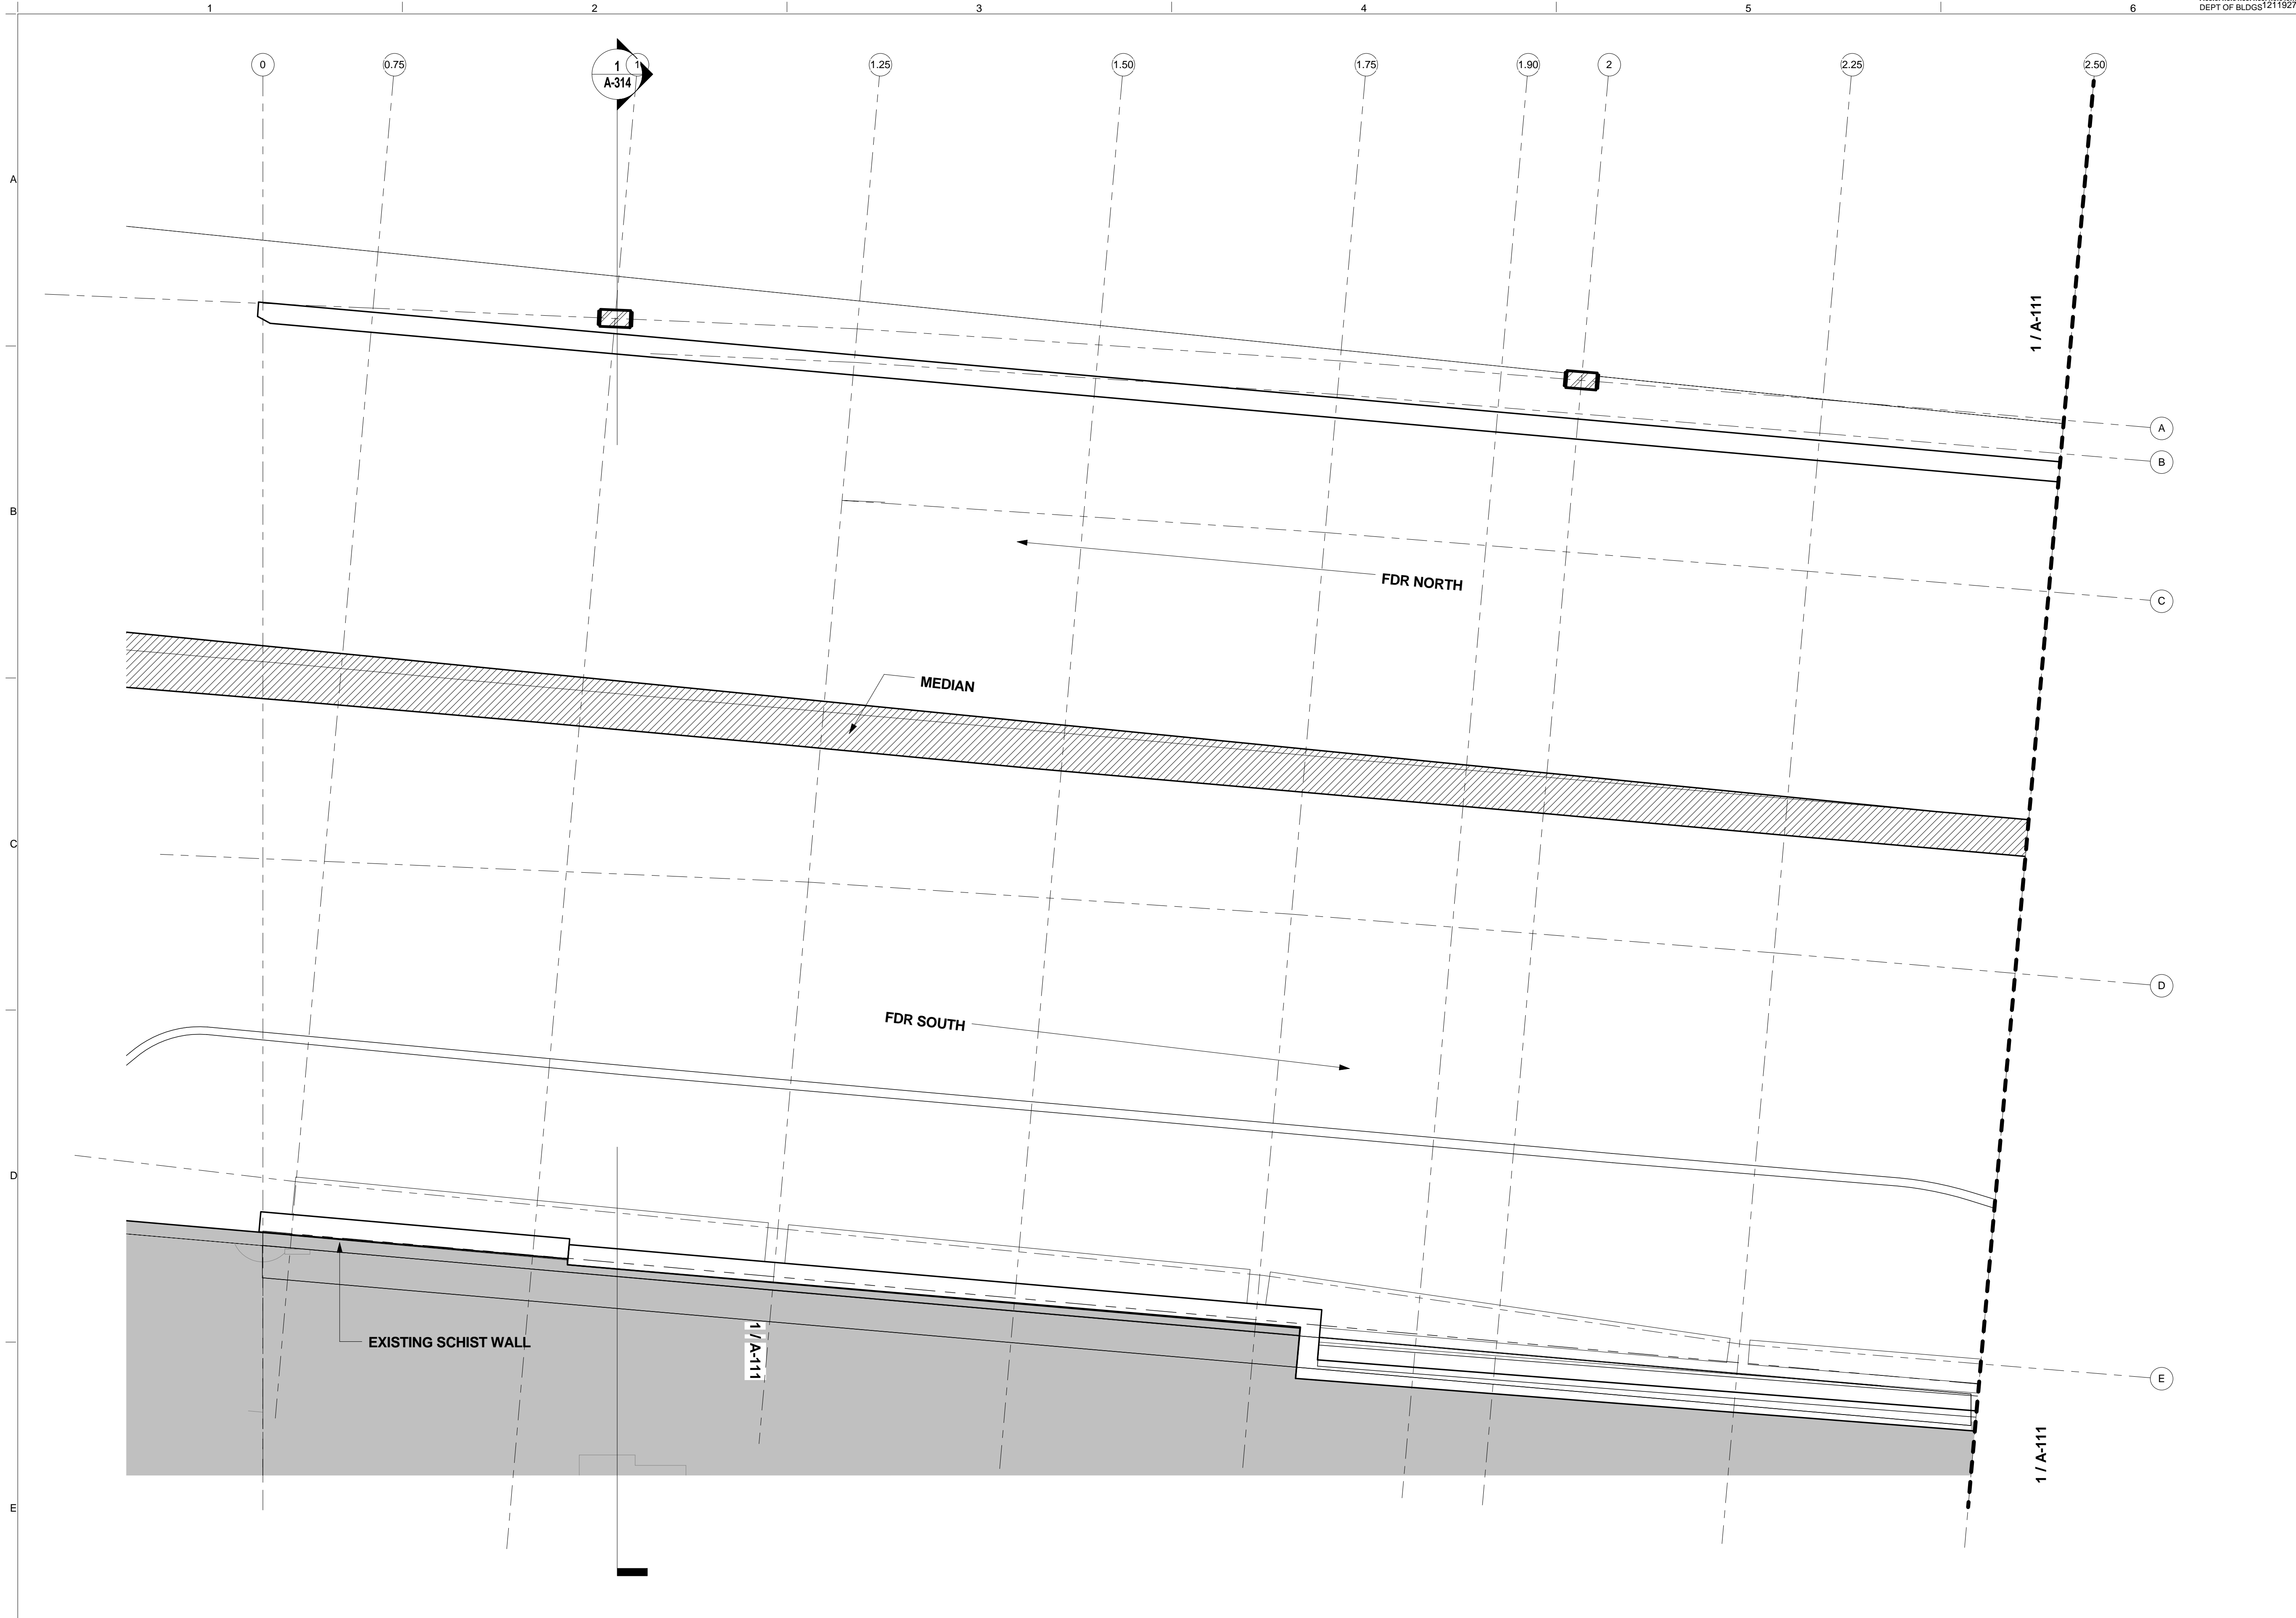 1 2 3 4 5 6
DEPT OF BLDGS1211927
0 0.75 1 1.25 1.50 1.75 1.90 2 2.25 2.50
1
A-314
A
1 / A-111
A
B
B
FDR NORTH
C
MEDIAN
C
D
FDR SOUTH
D
1 / A-111
EXISTING SCHIST WALL
E
1 / A-111
E